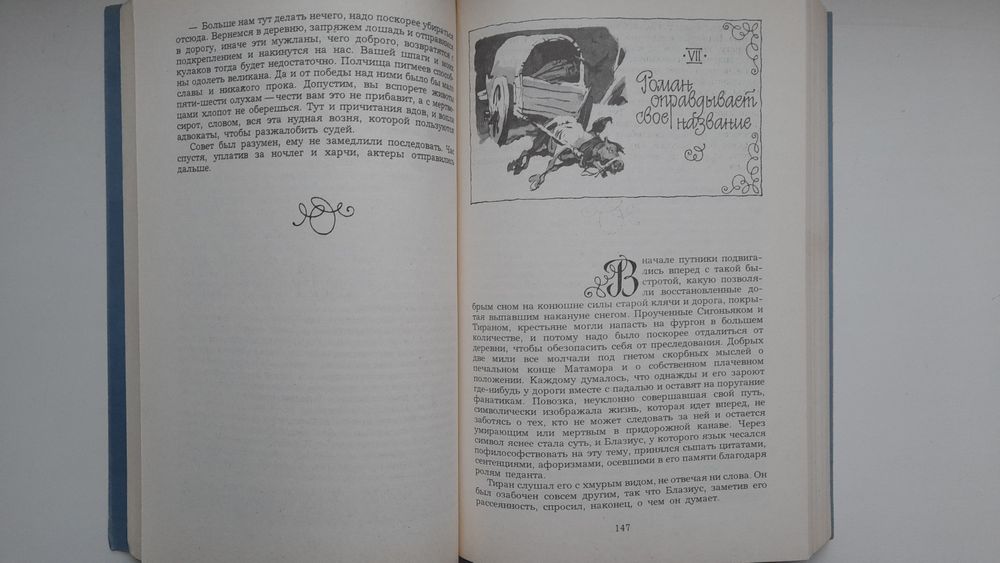 — Больше нам тут делать нечего, надо поскорее убираться
отсюда. Вернемся в деревню, запряжем лошадь и отправимся
в дорогу, иначе эти мужланы, чего доброго, возвратятся с
подкреплением и накинутся на нас. Вашей шпаги и моих
кулаков тогда будет недостаточно. Полчища пигмеев способ-
ны одолеть великана. Да и от победы над ними было бы мало
славы и никакого прока. Допустим, вы вспорете животы
пяти-шести олухам — чести вам это не прибавит, а с мертве-
цами хлопот не оберешься. Тут и причитания вдов, и вопли
сирот, словом, вся эта нудная возня, которой пользуются
адвокаты, чтобы разжалобить судей.
Совет был разумен, ему не замедлили последовать. Час
спустя, уплатив за ночлег и харчи, актеры отправились
дальше.
· VII ·
Роман
оправдывает
свое название
В начале путники подвига-
лись вперед с такой бы-
стротой, какую позволя-
ли восстановленные до-
брым сном на конюшне силы старой клячи и дорога, покры-
тая выпавшим накануне снегом. Проученные Сигоньяком и
Тираном, крестьяне могли напасть на фургон в большем
количестве, и потому надо было поскорее отдалиться от
деревни, чтобы обезопасить себя от преследования. Добрых
две мили все молчали под гнетом скорбных мыслей о
печальном конце Матамора и о собственном плачевном
положении. Каждому думалось, что однажды и его зароют
где-нибудь у дороги вместе с падалью и оставят на поругание
фанатикам. Повозка, неуклонно совершавшая свой путь,
символически изображала жизнь, которая идет вперед, не
заботясь о тех, кто не может следовать за ней и остается
умирающим или мертвым в придорожной канаве. Через
символ яснее стала суть, и Блазиус, у которого язык чесался
пофилософствовать на эту тему, принялся сыпать цитатами,
сентенциями, афоризмами, осевшими в его памяти благодаря
ролям педанта.
Тиран слушал его с хмурым видом, не отвечая ни слова. Он
был озабочен совсем другим, так что Блазиус, заметив его
рассеянность, спросил, наконец, о чем он думает.
147